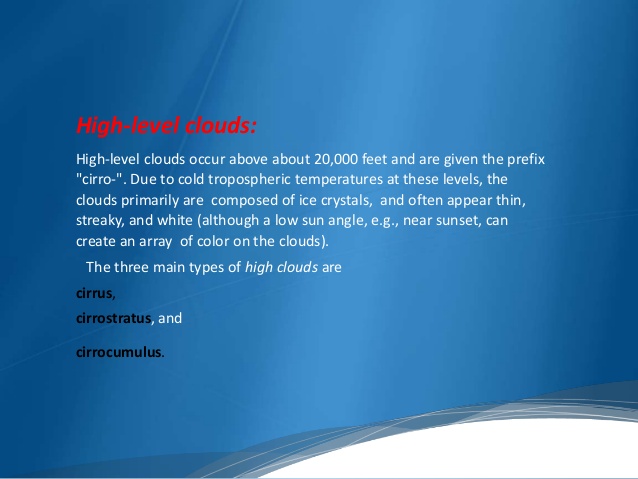 High-level clouds:
High-level clouds occur above about 20,000 feet and are given the prefix
"cirro-". Due to cold tropospheric temperatures at these levels, the
clouds primarily are composed of ice crystals, and often appear thin,
streaky, and white (although a low sun angle, e.g., near sunset, can
create an array of color on the clouds).
The three main types of high clouds are
cirrus,
cirrostratus, and
cirrocumulus.